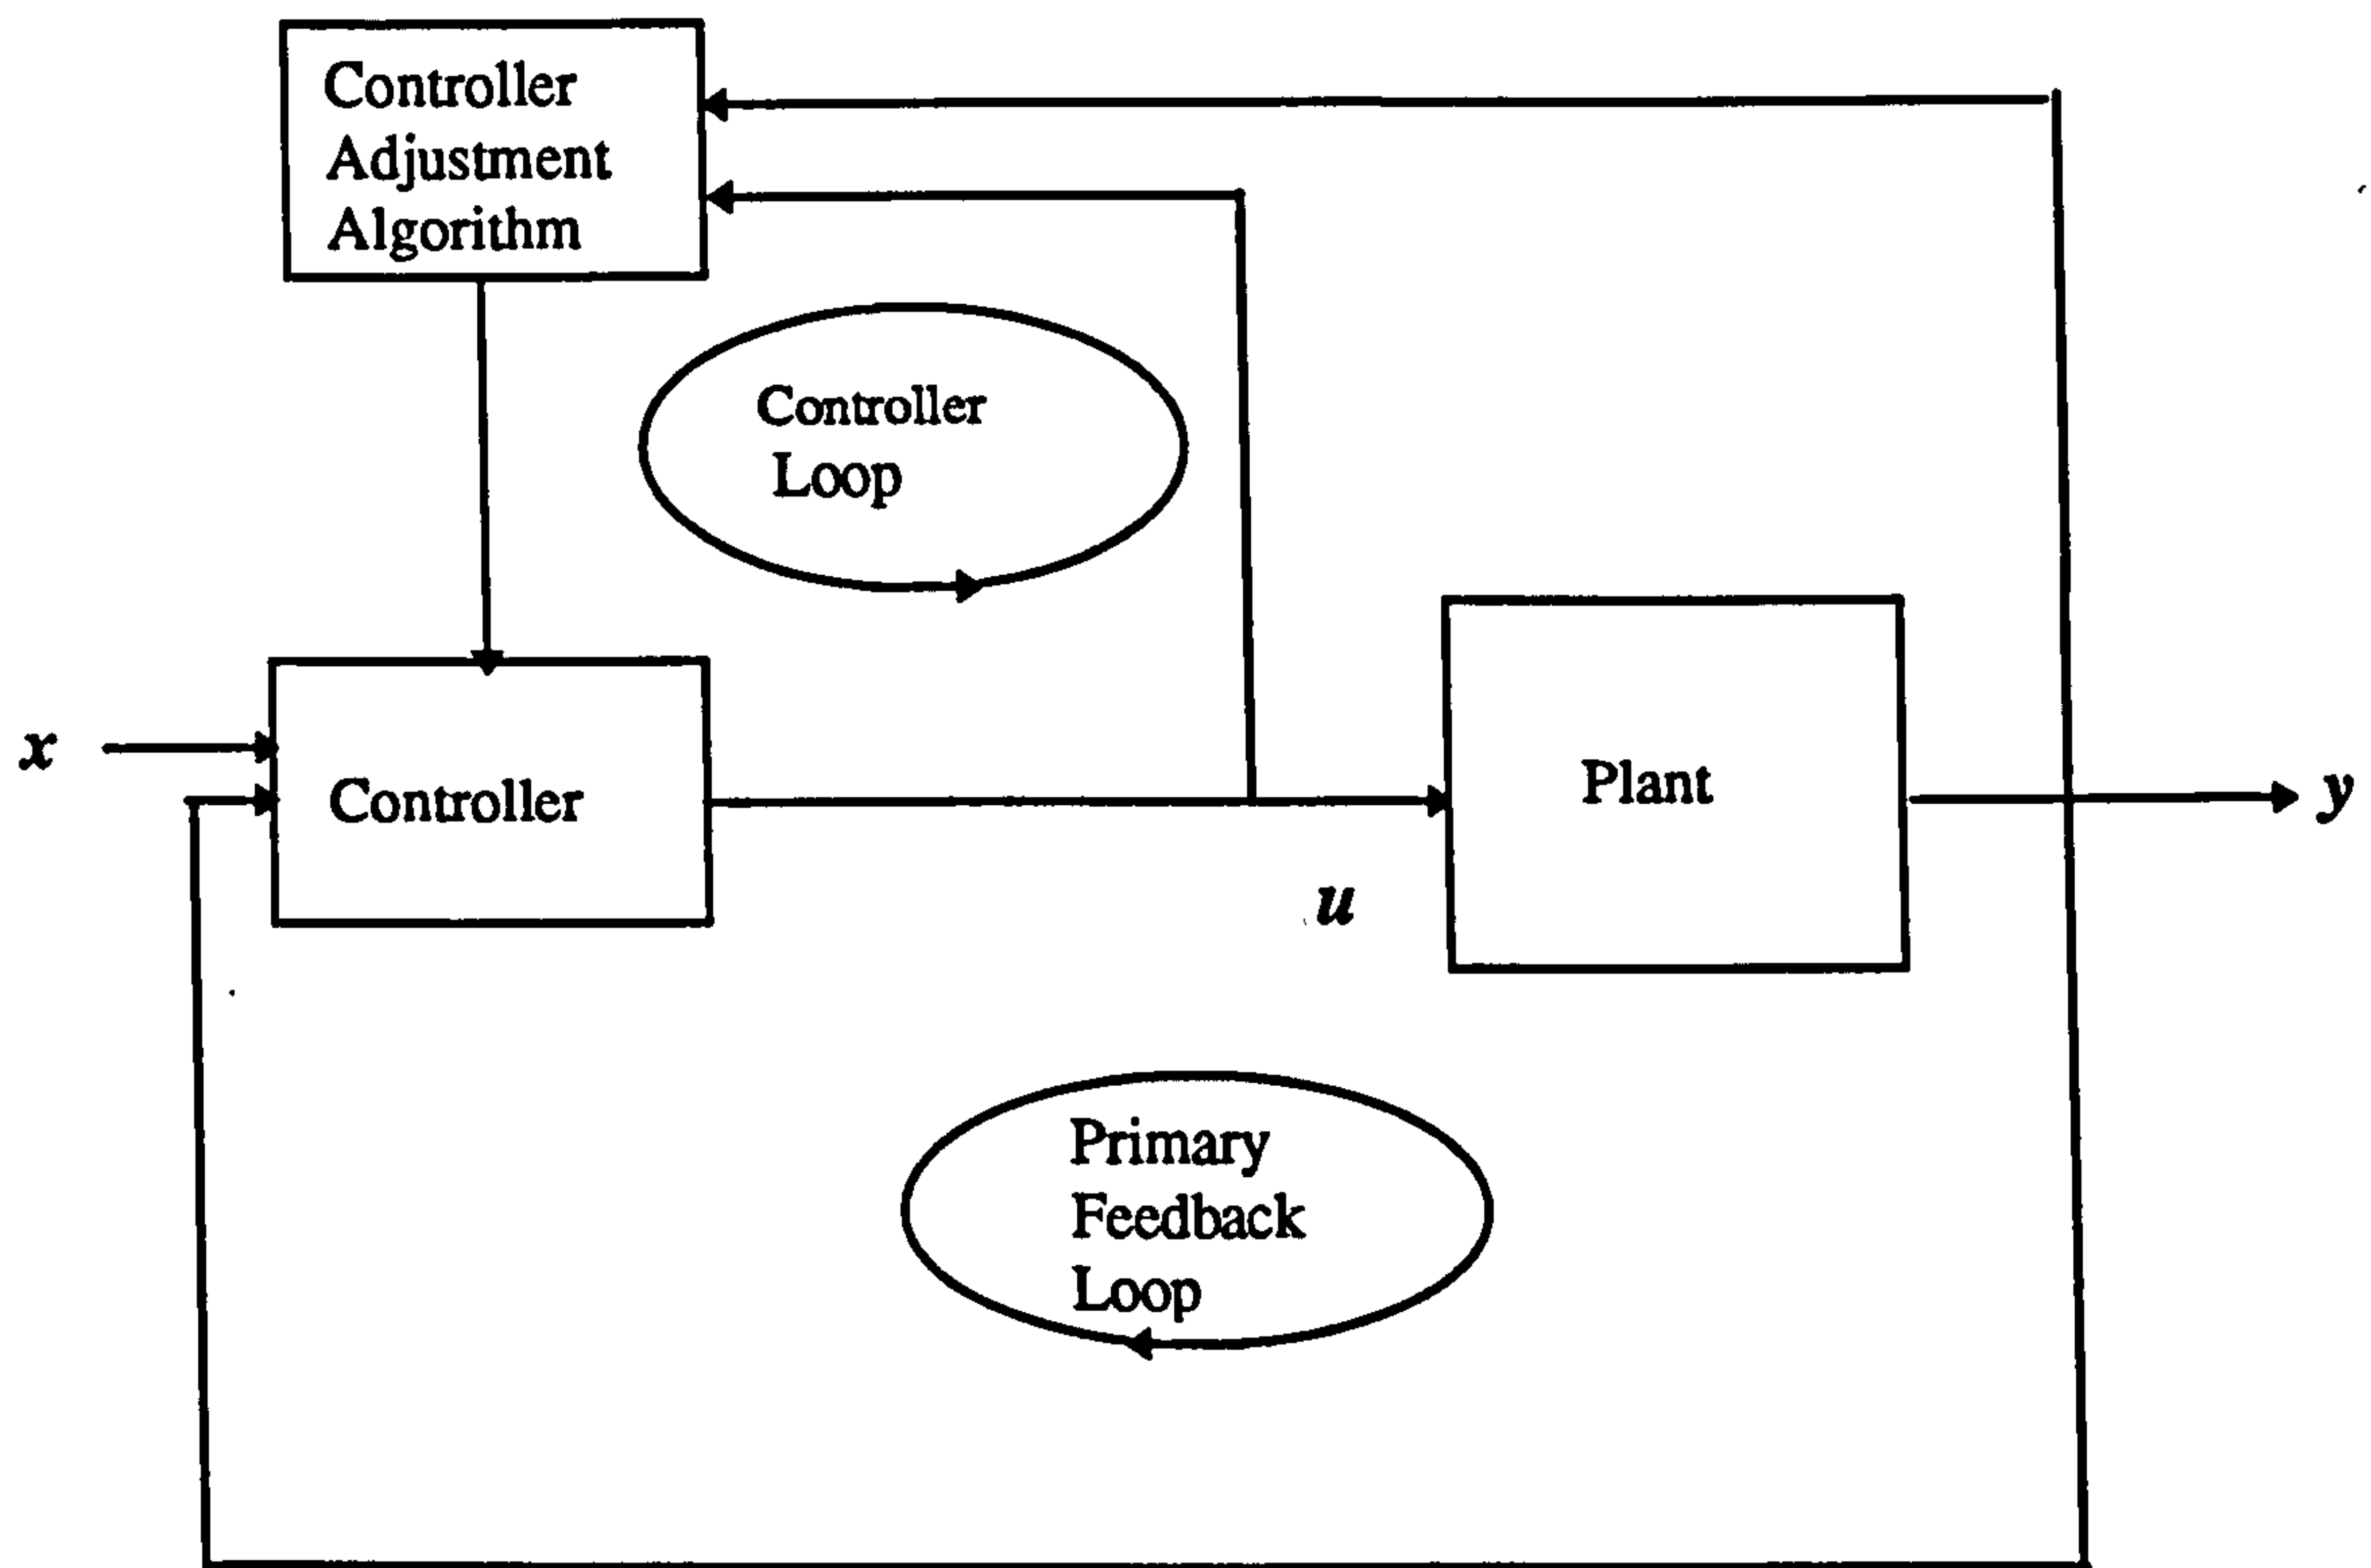 Controller
Adjustment
Algorithm
Controller
Loop
x
Controller
Plant
y
u
Primary
Feedback
Loop